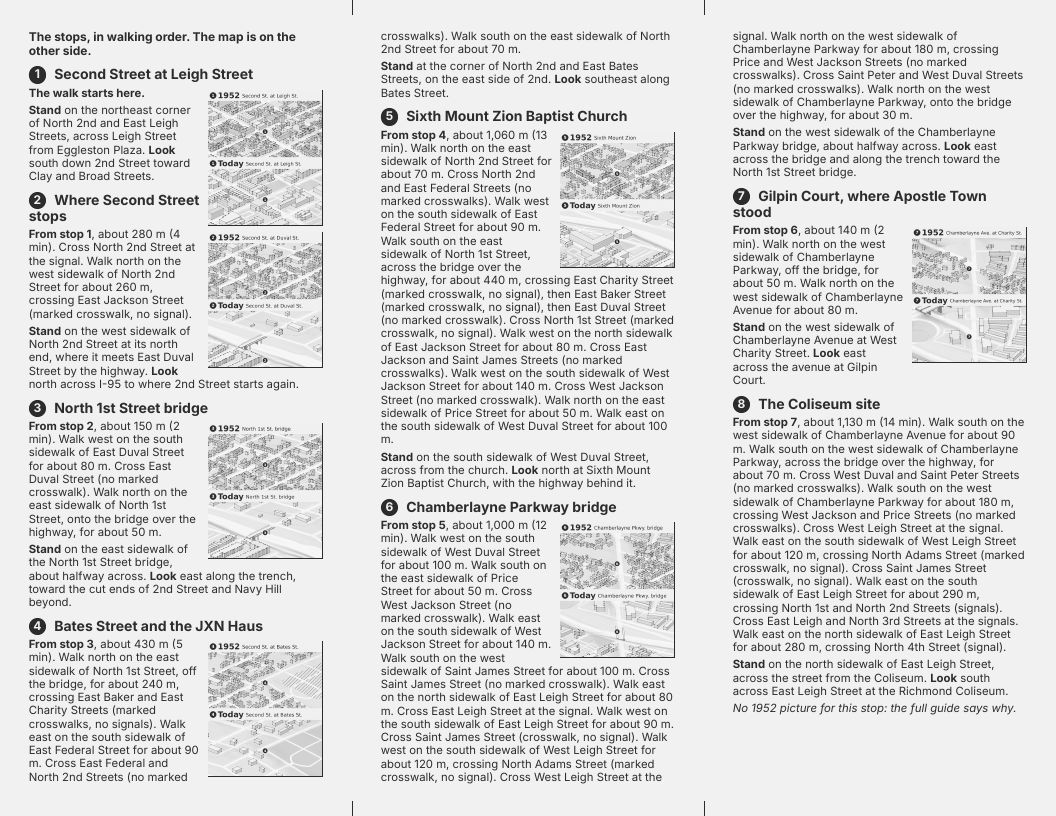 The stops, in walking order. The map is on the
other side.
1 Second Street at Leigh Street
The walk starts here.
Stand on the northeast corner
of North 2nd and East Leigh
Streets, across Leigh Street
from Eggleston Plaza. Look
south down 2nd Street toward
Clay and Broad Streets.
1 1952 Second St. at Leigh St.
1 Today Second St. at Leigh St.
2 Where Second Street
stops
From stop 1, about 280 m (4
min). Cross North 2nd Street at
the signal. Walk north on the
west sidewalk of North 2nd
Street for about 260 m,
crossing East Jackson Street
(marked crosswalk, no signal).
Stand on the west sidewalk of
North 2nd Street at its north
end, where it meets East Duval
Street by the highway. Look
north across I-95 to where 2nd Street starts again.
2 1952 Second St. at Duval St.
2 Today Second St. at Duval St.
3 North 1st Street bridge
From stop 2, about 150 m (2
min). Walk west on the south
sidewalk of East Duval Street
for about 80 m. Cross East
Duval Street (no marked
crosswalk). Walk north on the
east sidewalk of North 1st
Street, onto the bridge over the
highway, for about 50 m.
Stand on the east sidewalk of
the North 1st Street bridge,
about halfway across. Look east along the trench,
toward the cut ends of 2nd Street and Navy Hill
beyond.
3 1952 North 1st St. bridge
3 Today North 1st St. bridge
4 Bates Street and the JXN Haus
From stop 3, about 430 m (5
min). Walk north on the east
sidewalk of North 1st Street, off
the bridge, for about 240 m,
crossing East Baker and East
Charity Streets (marked
crosswalks, no signals). Walk
east on the south sidewalk of
East Federal Street for about 90
m. Cross East Federal and
North 2nd Streets (no marked
4 1952 Second St. at Bates St.
4 Today Second St. at Bates St.
crosswalks). Walk south on the east sidewalk of North
2nd Street for about 70 m.
Stand at the corner of North 2nd and East Bates
Streets, on the east side of 2nd. Look southeast along
Bates Street.
5 Sixth Mount Zion Baptist Church
From stop 4, about 1,060 m (13
min). Walk north on the east
sidewalk of North 2nd Street for
about 70 m. Cross North 2nd
and East Federal Streets (no
marked crosswalks). Walk west
on the south sidewalk of East
Federal Street for about 90 m.
Walk south on the east
sidewalk of North 1st Street,
across the bridge over the
highway, for about 440 m, crossing East Charity Street
(marked crosswalk, no signal), then East Baker Street
(no marked crosswalk), then East Duval Street
(no marked crosswalk). Cross North 1st Street (marked
crosswalk, no signal). Walk west on the north sidewalk
of East Jackson Street for about 80 m. Cross East
Jackson and Saint James Streets (no marked
crosswalks). Walk west on the south sidewalk of West
Jackson Street for about 140 m. Cross West Jackson
Street (no marked crosswalk). Walk north on the east
sidewalk of Price Street for about 50 m. Walk east on
the south sidewalk of West Duval Street for about 100
m.
Stand on the south sidewalk of West Duval Street,
across from the church. Look north at Sixth Mount
Zion Baptist Church, with the highway behind it.
5 1952 Sixth Mount Zion
5 Today Sixth Mount Zion
6 Chamberlayne Parkway bridge
From stop 5, about 1,000 m (12
min). Walk west on the south
sidewalk of West Duval Street
for about 100 m. Walk south on
the east sidewalk of Price
Street for about 50 m. Cross
West Jackson Street (no
marked crosswalk). Walk east
on the south sidewalk of West
Jackson Street for about 140 m.
Walk south on the west
sidewalk of Saint James Street for about 100 m. Cross
Saint James Street (no marked crosswalk). Walk east
on the north sidewalk of East Leigh Street for about 80
m. Cross East Leigh Street at the signal. Walk west on
the south sidewalk of East Leigh Street for about 90 m.
Cross Saint James Street (crosswalk, no signal). Walk
west on the south sidewalk of West Leigh Street for
about 120 m, crossing North Adams Street (marked
crosswalk, no signal). Cross West Leigh Street at the
6 1952 Chamberlayne Pkwy. bridge
6 Today Chamberlayne Pkwy. bridge
signal. Walk north on the west sidewalk of
Chamberlayne Parkway for about 180 m, crossing
Price and West Jackson Streets (no marked
crosswalks). Cross Saint Peter and West Duval Streets
(no marked crosswalks). Walk north on the west
sidewalk of Chamberlayne Parkway, onto the bridge
over the highway, for about 30 m.
Stand on the west sidewalk of the Chamberlayne
Parkway bridge, about halfway across. Look east
across the bridge and along the trench toward the
North 1st Street bridge.
7 Gilpin Court, where Apostle Town
stood
From stop 6, about 140 m (2
min). Walk north on the west
sidewalk of Chamberlayne
Parkway, off the bridge, for
about 50 m. Walk north on the
west sidewalk of Chamberlayne
Avenue for about 80 m.
Stand on the west sidewalk of
Chamberlayne Avenue at West
Charity Street. Look east
across the avenue at Gilpin
Court.
7 1952 Chamberlayne Ave. at Charity St.
7 Today Chamberlayne Ave. at Charity St.
8 The Coliseum site
From stop 7, about 1,130 m (14 min). Walk south on the
west sidewalk of Chamberlayne Avenue for about 90
m. Walk south on the west sidewalk of Chamberlayne
Parkway, across the bridge over the highway, for
about 70 m. Cross West Duval and Saint Peter Streets
(no marked crosswalks). Walk south on the west
sidewalk of Chamberlayne Parkway for about 180 m,
crossing West Jackson and Price Streets (no marked
crosswalks). Cross West Leigh Street at the signal.
Walk east on the south sidewalk of West Leigh Street
for about 120 m, crossing North Adams Street (marked
crosswalk, no signal). Cross Saint James Street
(crosswalk, no signal). Walk east on the south
sidewalk of East Leigh Street for about 290 m,
crossing North 1st and North 2nd Streets (signals).
Cross East Leigh and North 3rd Streets at the signals.
Walk east on the north sidewalk of East Leigh Street
for about 280 m, crossing North 4th Street (signal).
Stand on the north sidewalk of East Leigh Street,
across the street from the Coliseum. Look south
across East Leigh Street at the Richmond Coliseum.
No 1952 picture for this stop: the full guide says why.